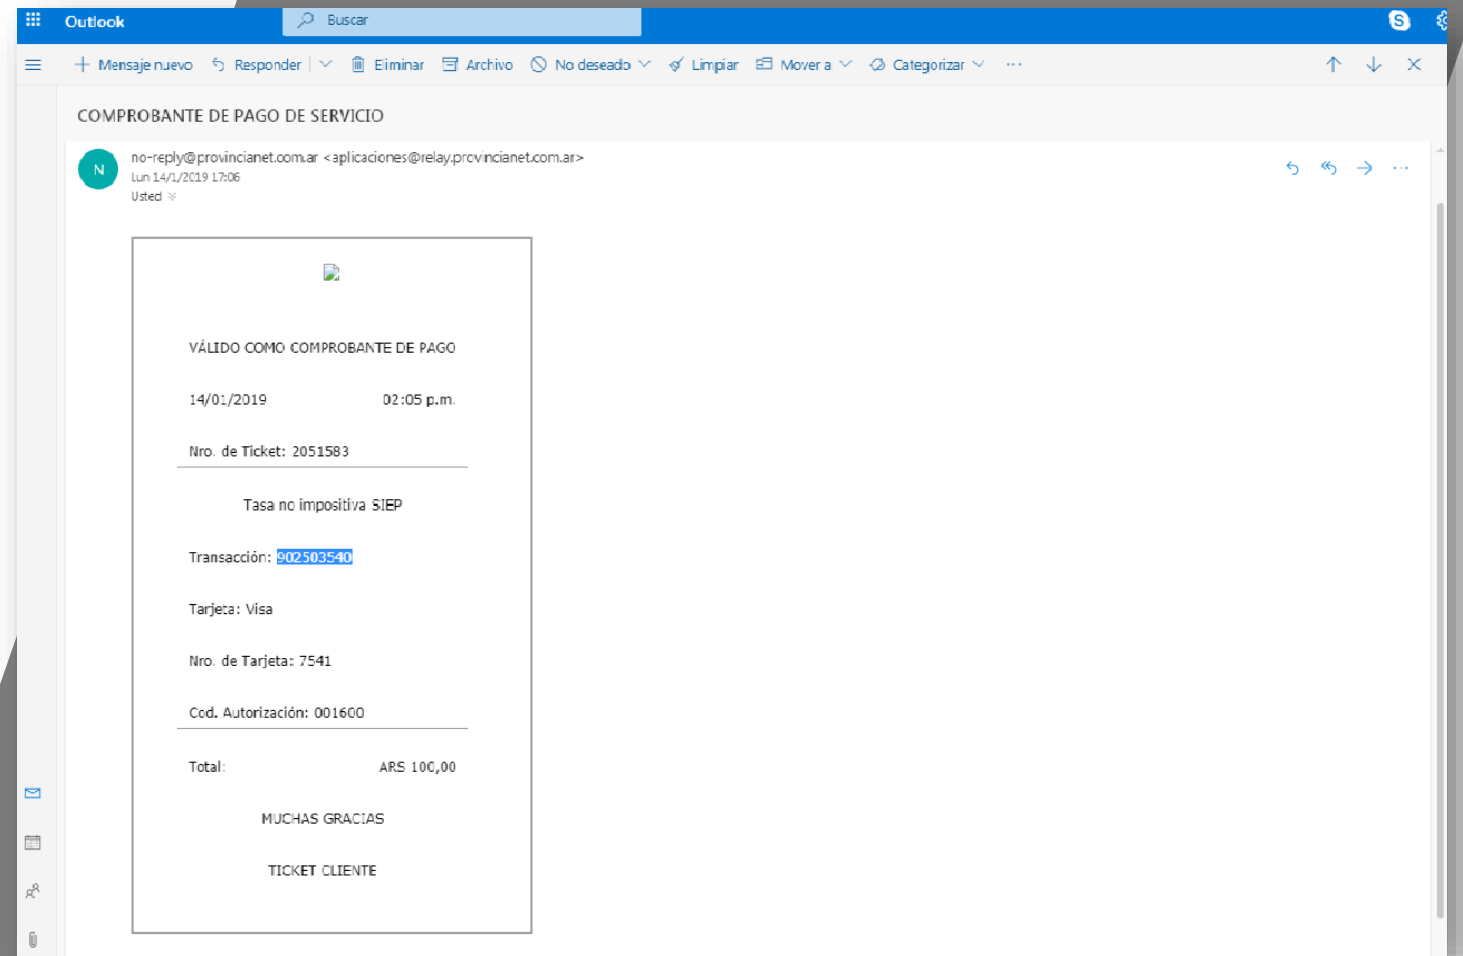 Outlook
Buscar
Mensaje nuevo Responder Eliminar Archivo No deseado Limpiar Mover a Categorizar ...
COMPROBANTE DE PAGO DE SERVICIO
N
no-reply@provincianet.com.ar <aplicaciones@relay.provincianet.com.ar>
Lun 14/1/2019 17:06
Usted
VÁLIDO COMO COMPROBANTE DE PAGO
14/01/2019 02:05 p.m.
Nro. de Ticket: 2051583
Tasa no impositiva SIEP
Transacción: 902503540
Tarjeta: Visa
Nro. de Tarjeta: 7541
Cod. Autorización: 001600
Total: ARS 100,00
MUCHAS GRACIAS
TICKET CLIENTE